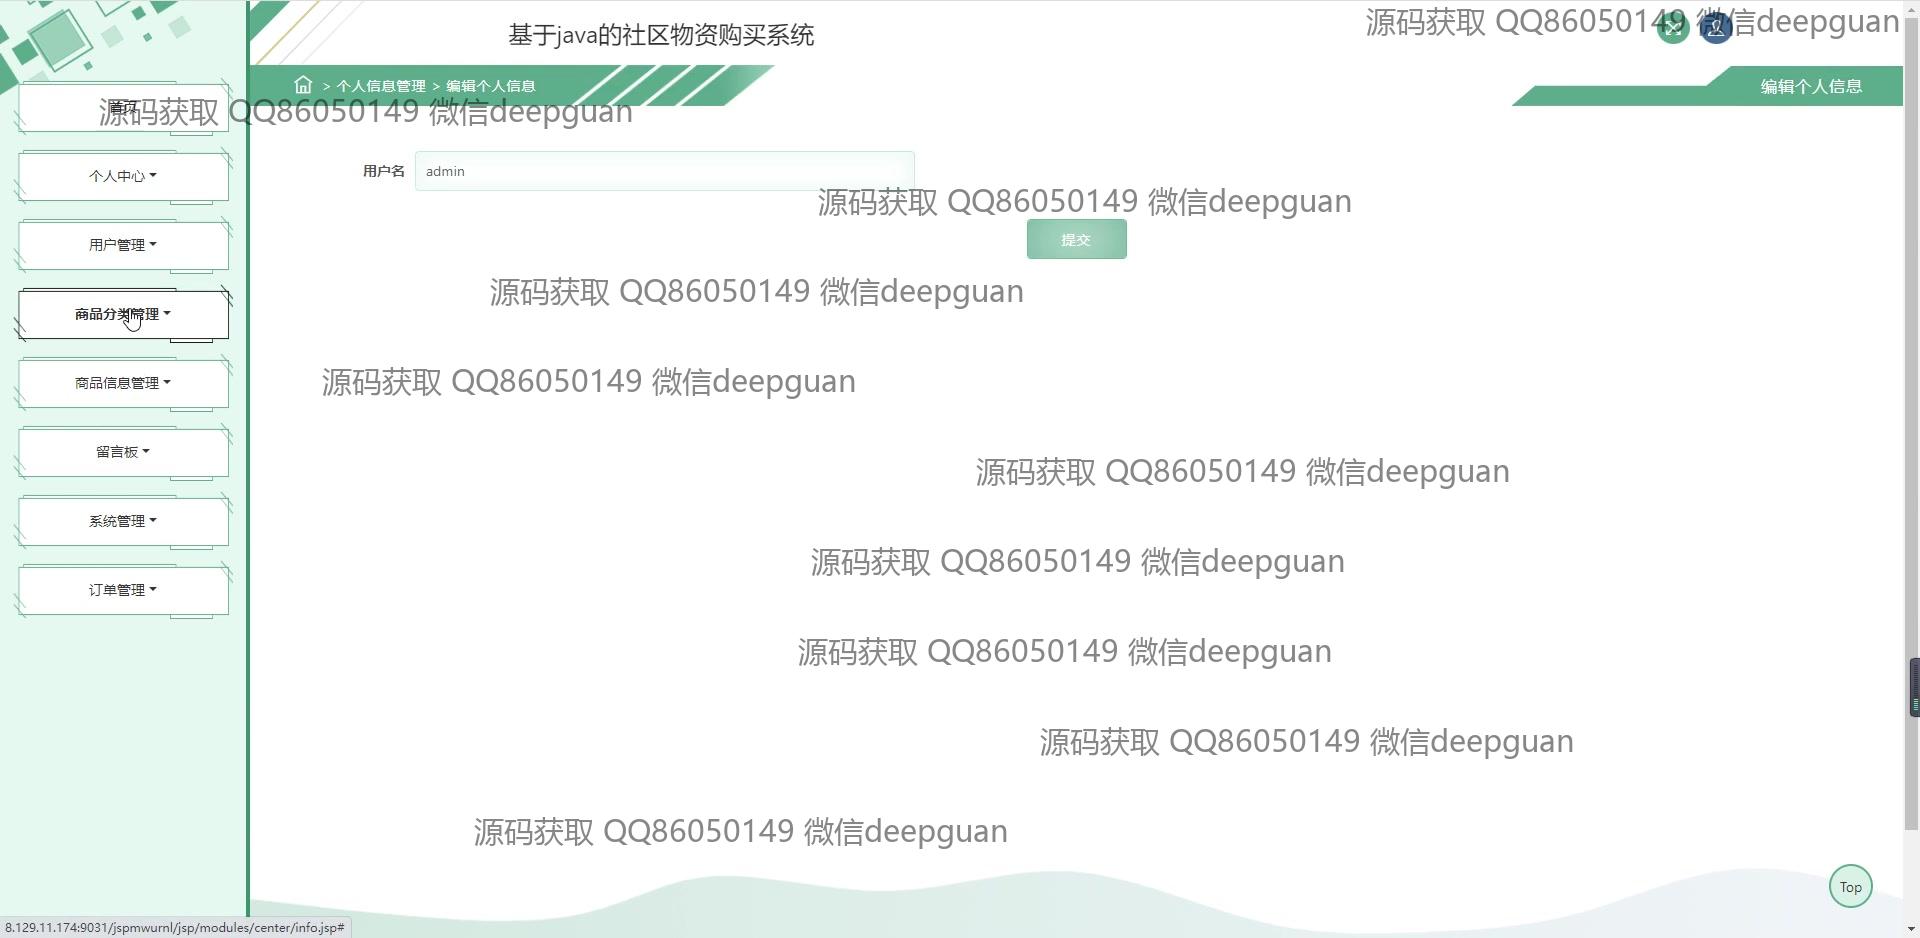 基于java的社区物资购买系统
源码获取 QQ86050149 微信deepguan
> 个人信息管理 > 编辑个人信息
编辑个人信息
首页
源码获取 QQ86050149 微信deepguan
用户名 admin
个人中心
源码获取 QQ86050149 微信deepguan
提交
用户管理
源码获取 QQ86050149 微信deepguan
商品分类管理
源码获取 QQ86050149 微信deepguan
商品信息管理
留言板
源码获取 QQ86050149 微信deepguan
系统管理
源码获取 QQ86050149 微信deepguan
订单管理
源码获取 QQ86050149 微信deepguan
源码获取 QQ86050149 微信deepguan
源码获取 QQ86050149 微信deepguan
Top
8.129.11.174:9031/jspmwurnl/jsp/modules/center/info.jsp#